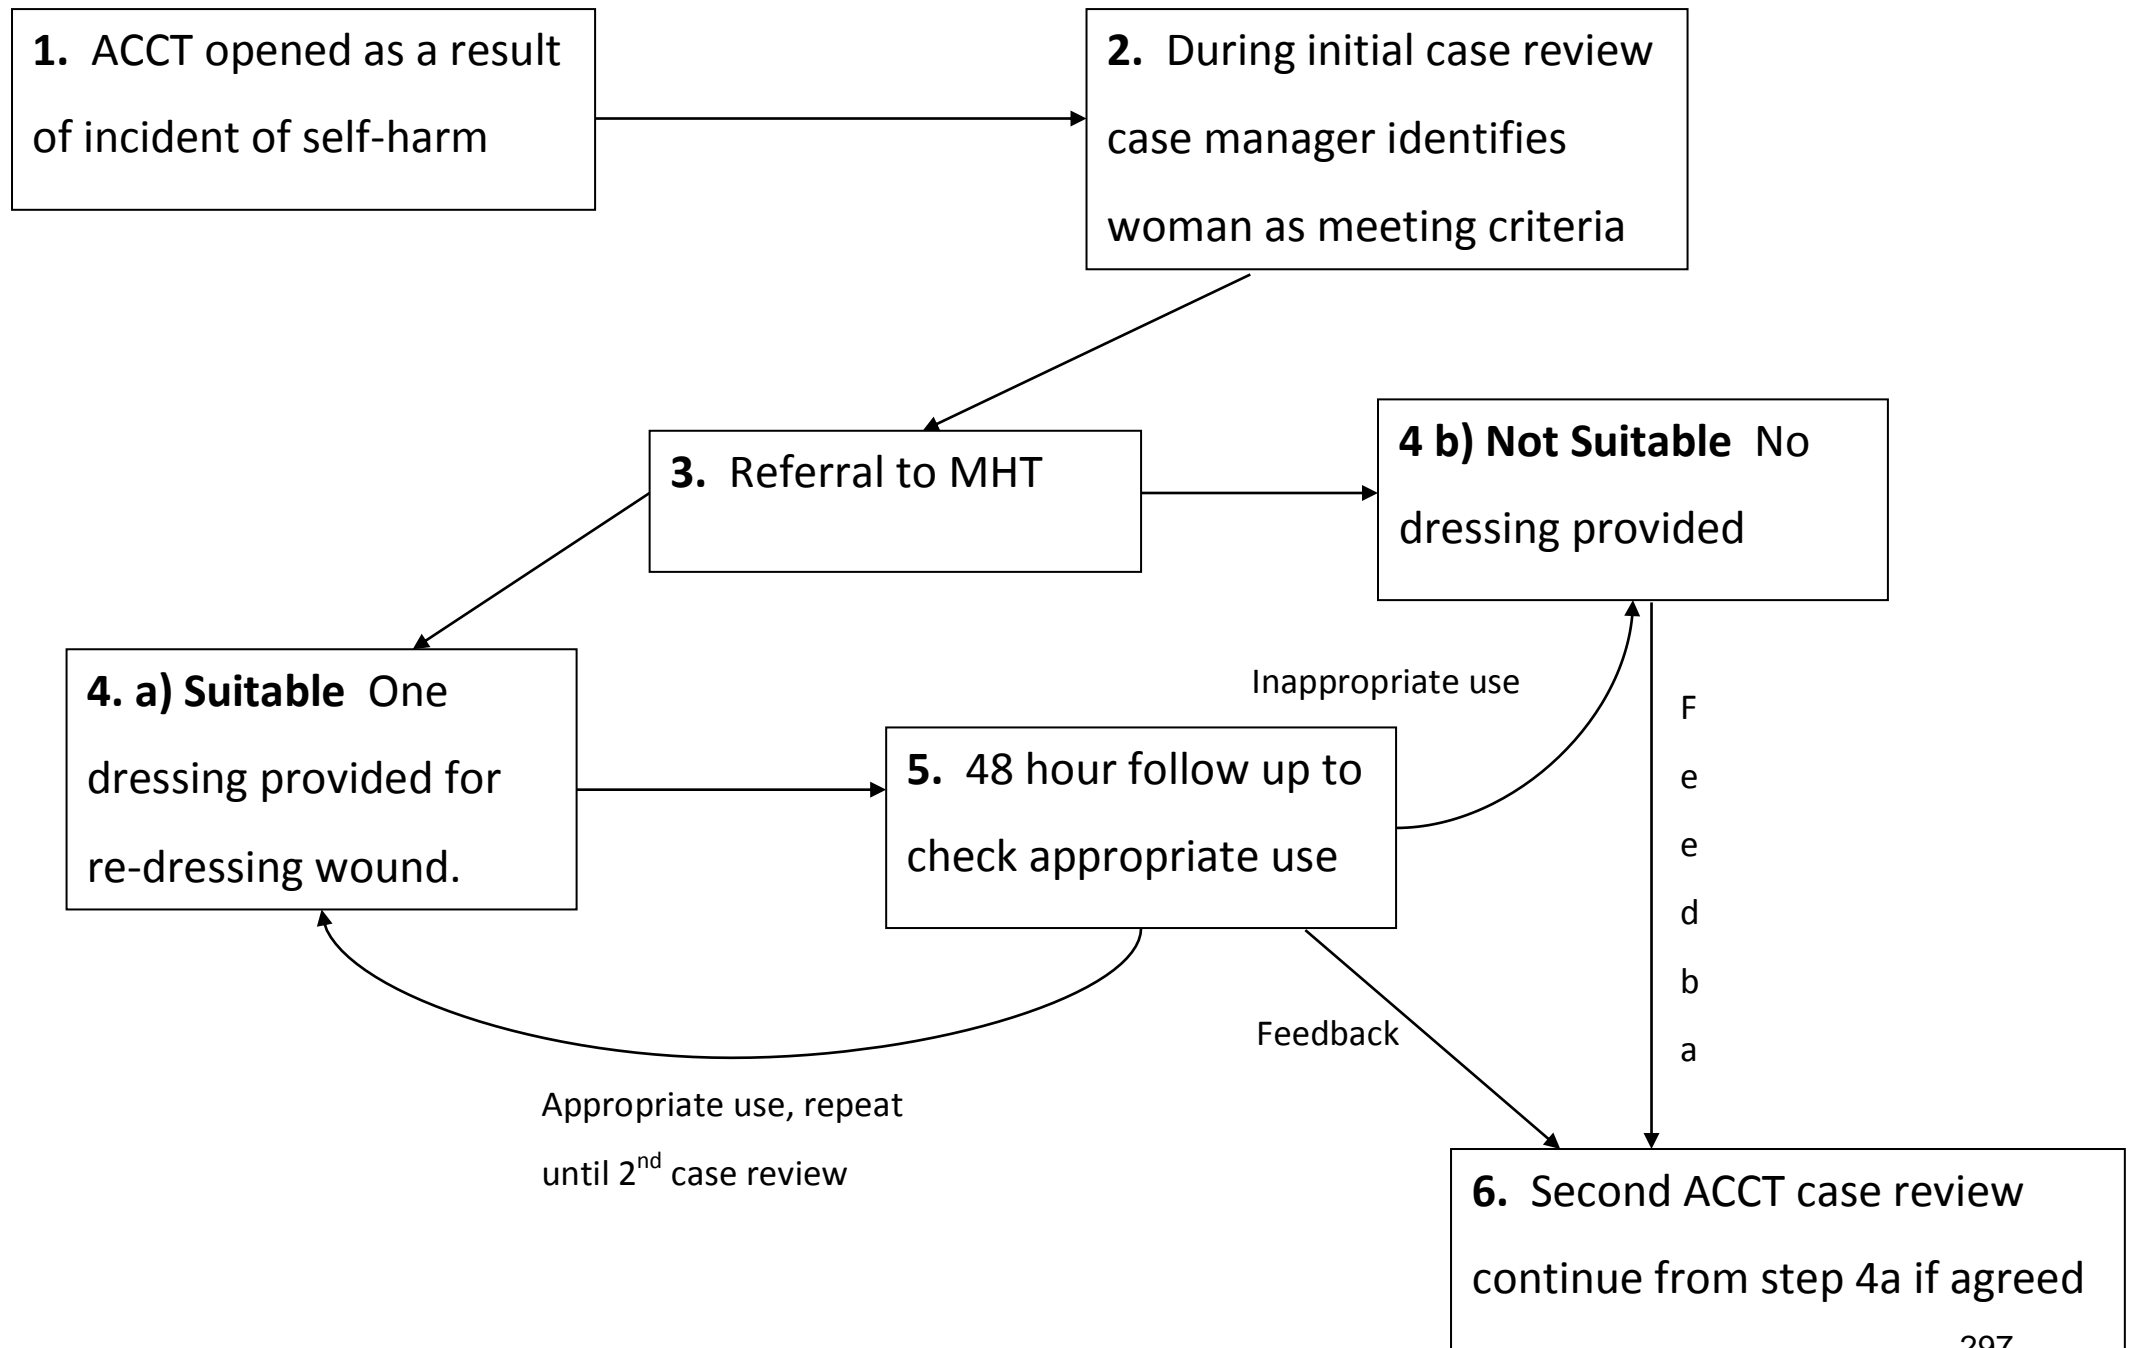 1. ACCT opened as a result
of incident of self-harm
2. During initial case review
case manager identifies
woman as meeting criteria
3. Referral to MHT
4 b) Not Suitable No
dressing provided
4. a) Suitable One
dressing provided for
re-dressing wound.
Inappropriate use
5. 48 hour follow up to
check appropriate use
F
e
e
d
b
a
Feedback
Appropriate use, repeat
until 2nd case review
6. Second ACCT case review
continue from step 4a if agreed
297